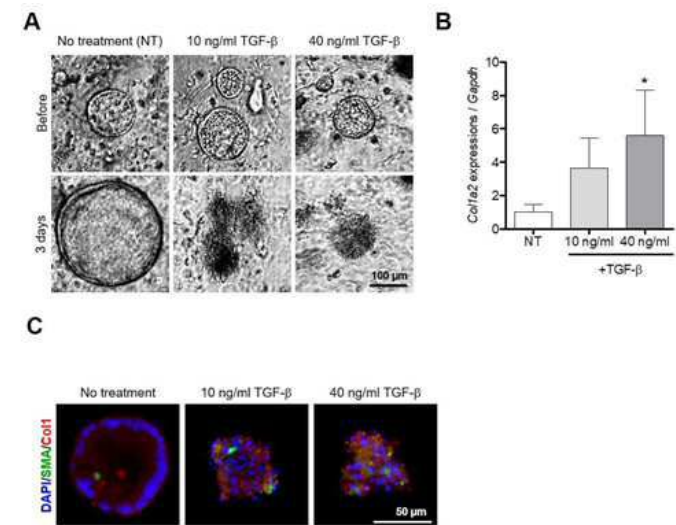 A
No treatment (NT) 10 ng/ml TGF-β 40 ng/ml TGF-β
Before
3 days
100 µm
B
Col1a2 expressions / Gapdh
10
8
6
4
2
0
*
NT 10 ng/ml 40 ng/ml
+TGF-β
C
No treatment 10 ng/ml TGF-β 40 ng/ml TGF-β
DAPI/SMA/Col1
50 µm